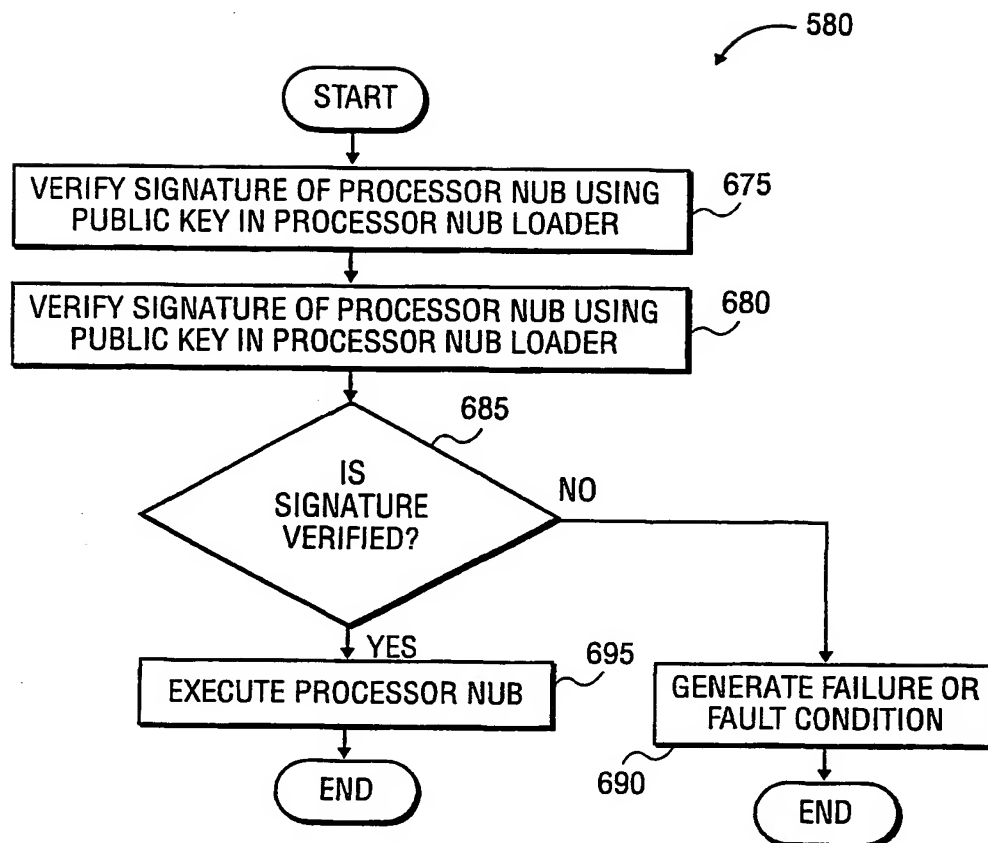 580
START
VERIFY SIGNATURE OF PROCESSOR NUB USING
PUBLIC KEY IN PROCESSOR NUB LOADER
675
VERIFY SIGNATURE OF PROCESSOR NUB USING
PUBLIC KEY IN PROCESSOR NUB LOADER
680
685
IS
SIGNATURE
VERIFIED?
NO
YES
EXECUTE PROCESSOR NUB
695
GENERATE FAILURE OR
FAULT CONDITION
690
END
END